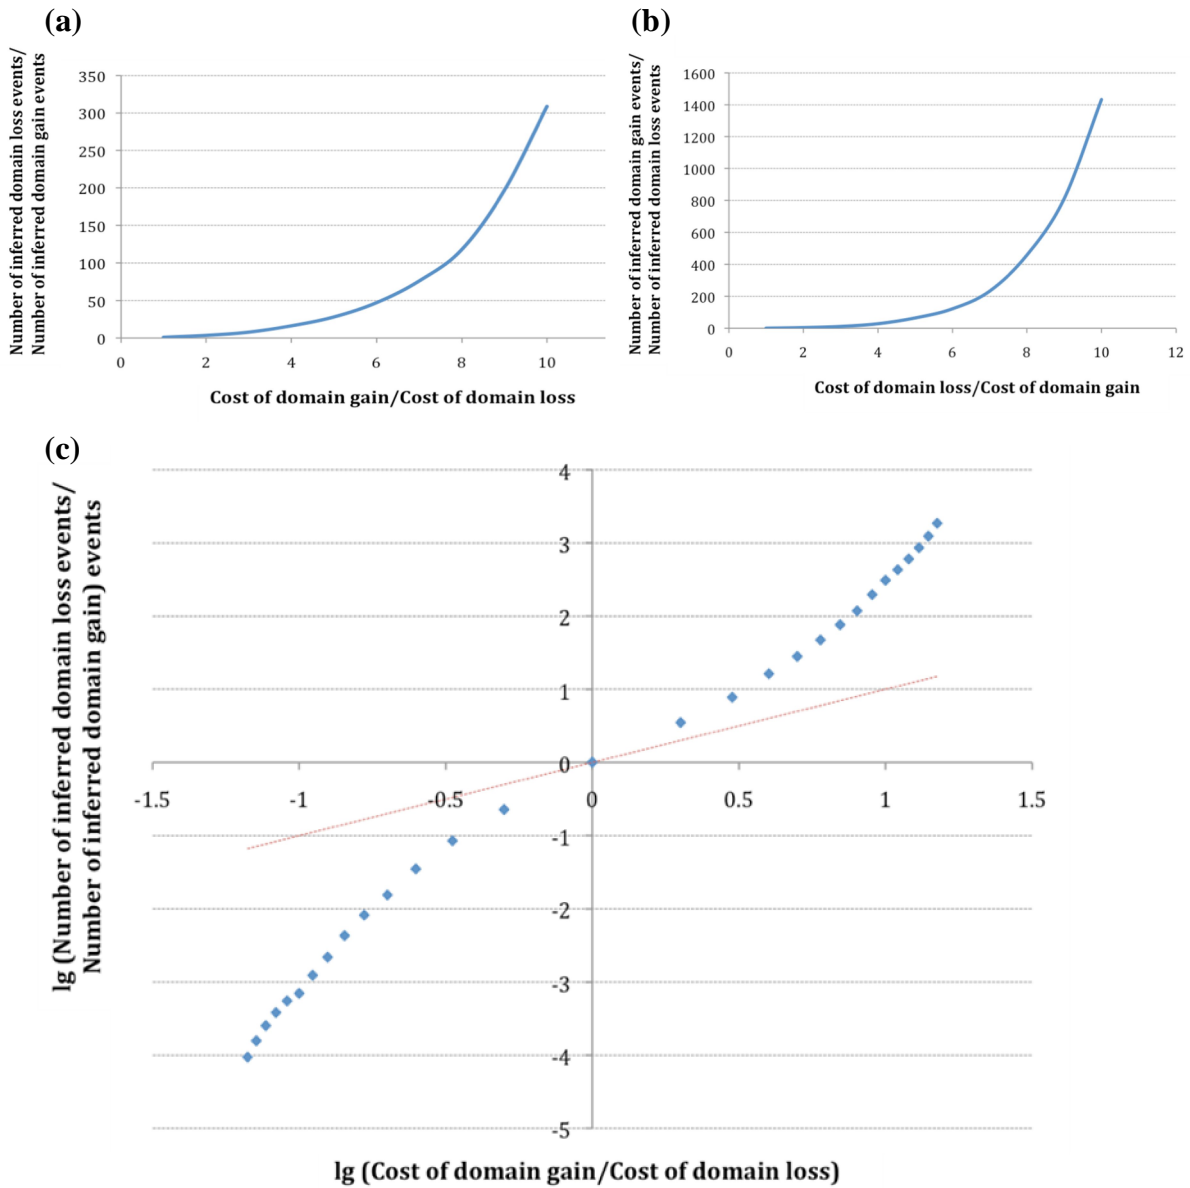 (a)
Number of inferred domain loss events/
Number of inferred domain gain events
350
300
250
200
150
100
50
0
0 2 4 6 8 10
Cost of domain gain/Cost of domain loss
(b)
Number of inferred domain gain events/
Number of inferred domain loss events
1600
1400
1200
1000
800
600
400
200
0
0 2 4 6 8 10 12
Cost of domain loss/Cost of domain gain
(c)
lg (Number of inferred domain loss events/
Number of inferred domain gain) events
4
3
2
1
0
-1.5 -1 -0.5 0 0.5 1 1.5
-1
-2
-3
-4
-5
lg (Cost of domain gain/Cost of domain loss)